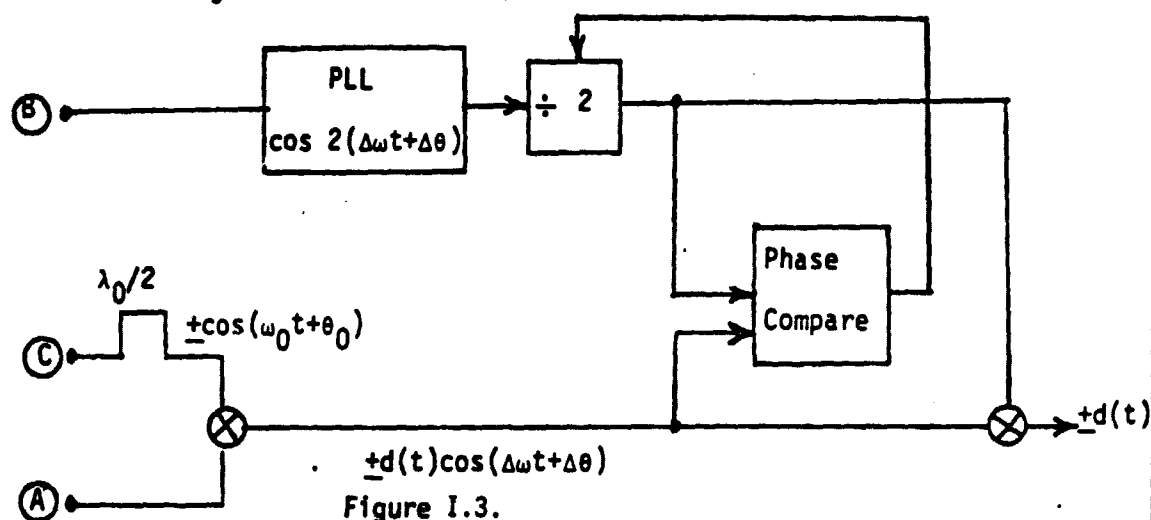 PLL
cos 2(Δωt+Δθ)
÷ 2
B
Phase
Compare
λ₀/2
±cos(ω₀t+θ₀)
C
±d(t)
±d(t)cos(Δωt+Δθ)
A
Figure I.3.